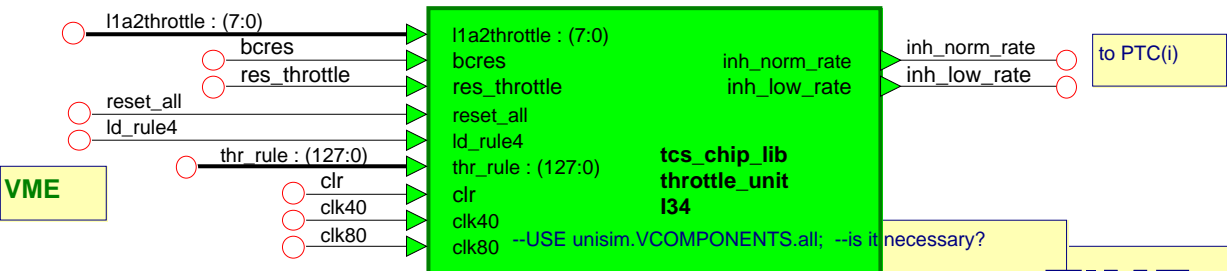 l1a2throttle : (7:0)
bcres
res_throttle
reset_all
ld_rule4
thr_rule : (127:0)
clr
clk40
clk80
VME
l1a2throttle : (7:0)
bcres
res_throttle
reset_all
ld_rule4
thr_rule : (127:0)
clr
clk40
clk80
inh_norm_rate
inh_low_rate
tcs_chip_lib
throttle_unit
I34
--USE unisim.VCOMPONENTS.all;  --is it necessary?
inh_norm_rate
inh_low_rate
to PTC(i)